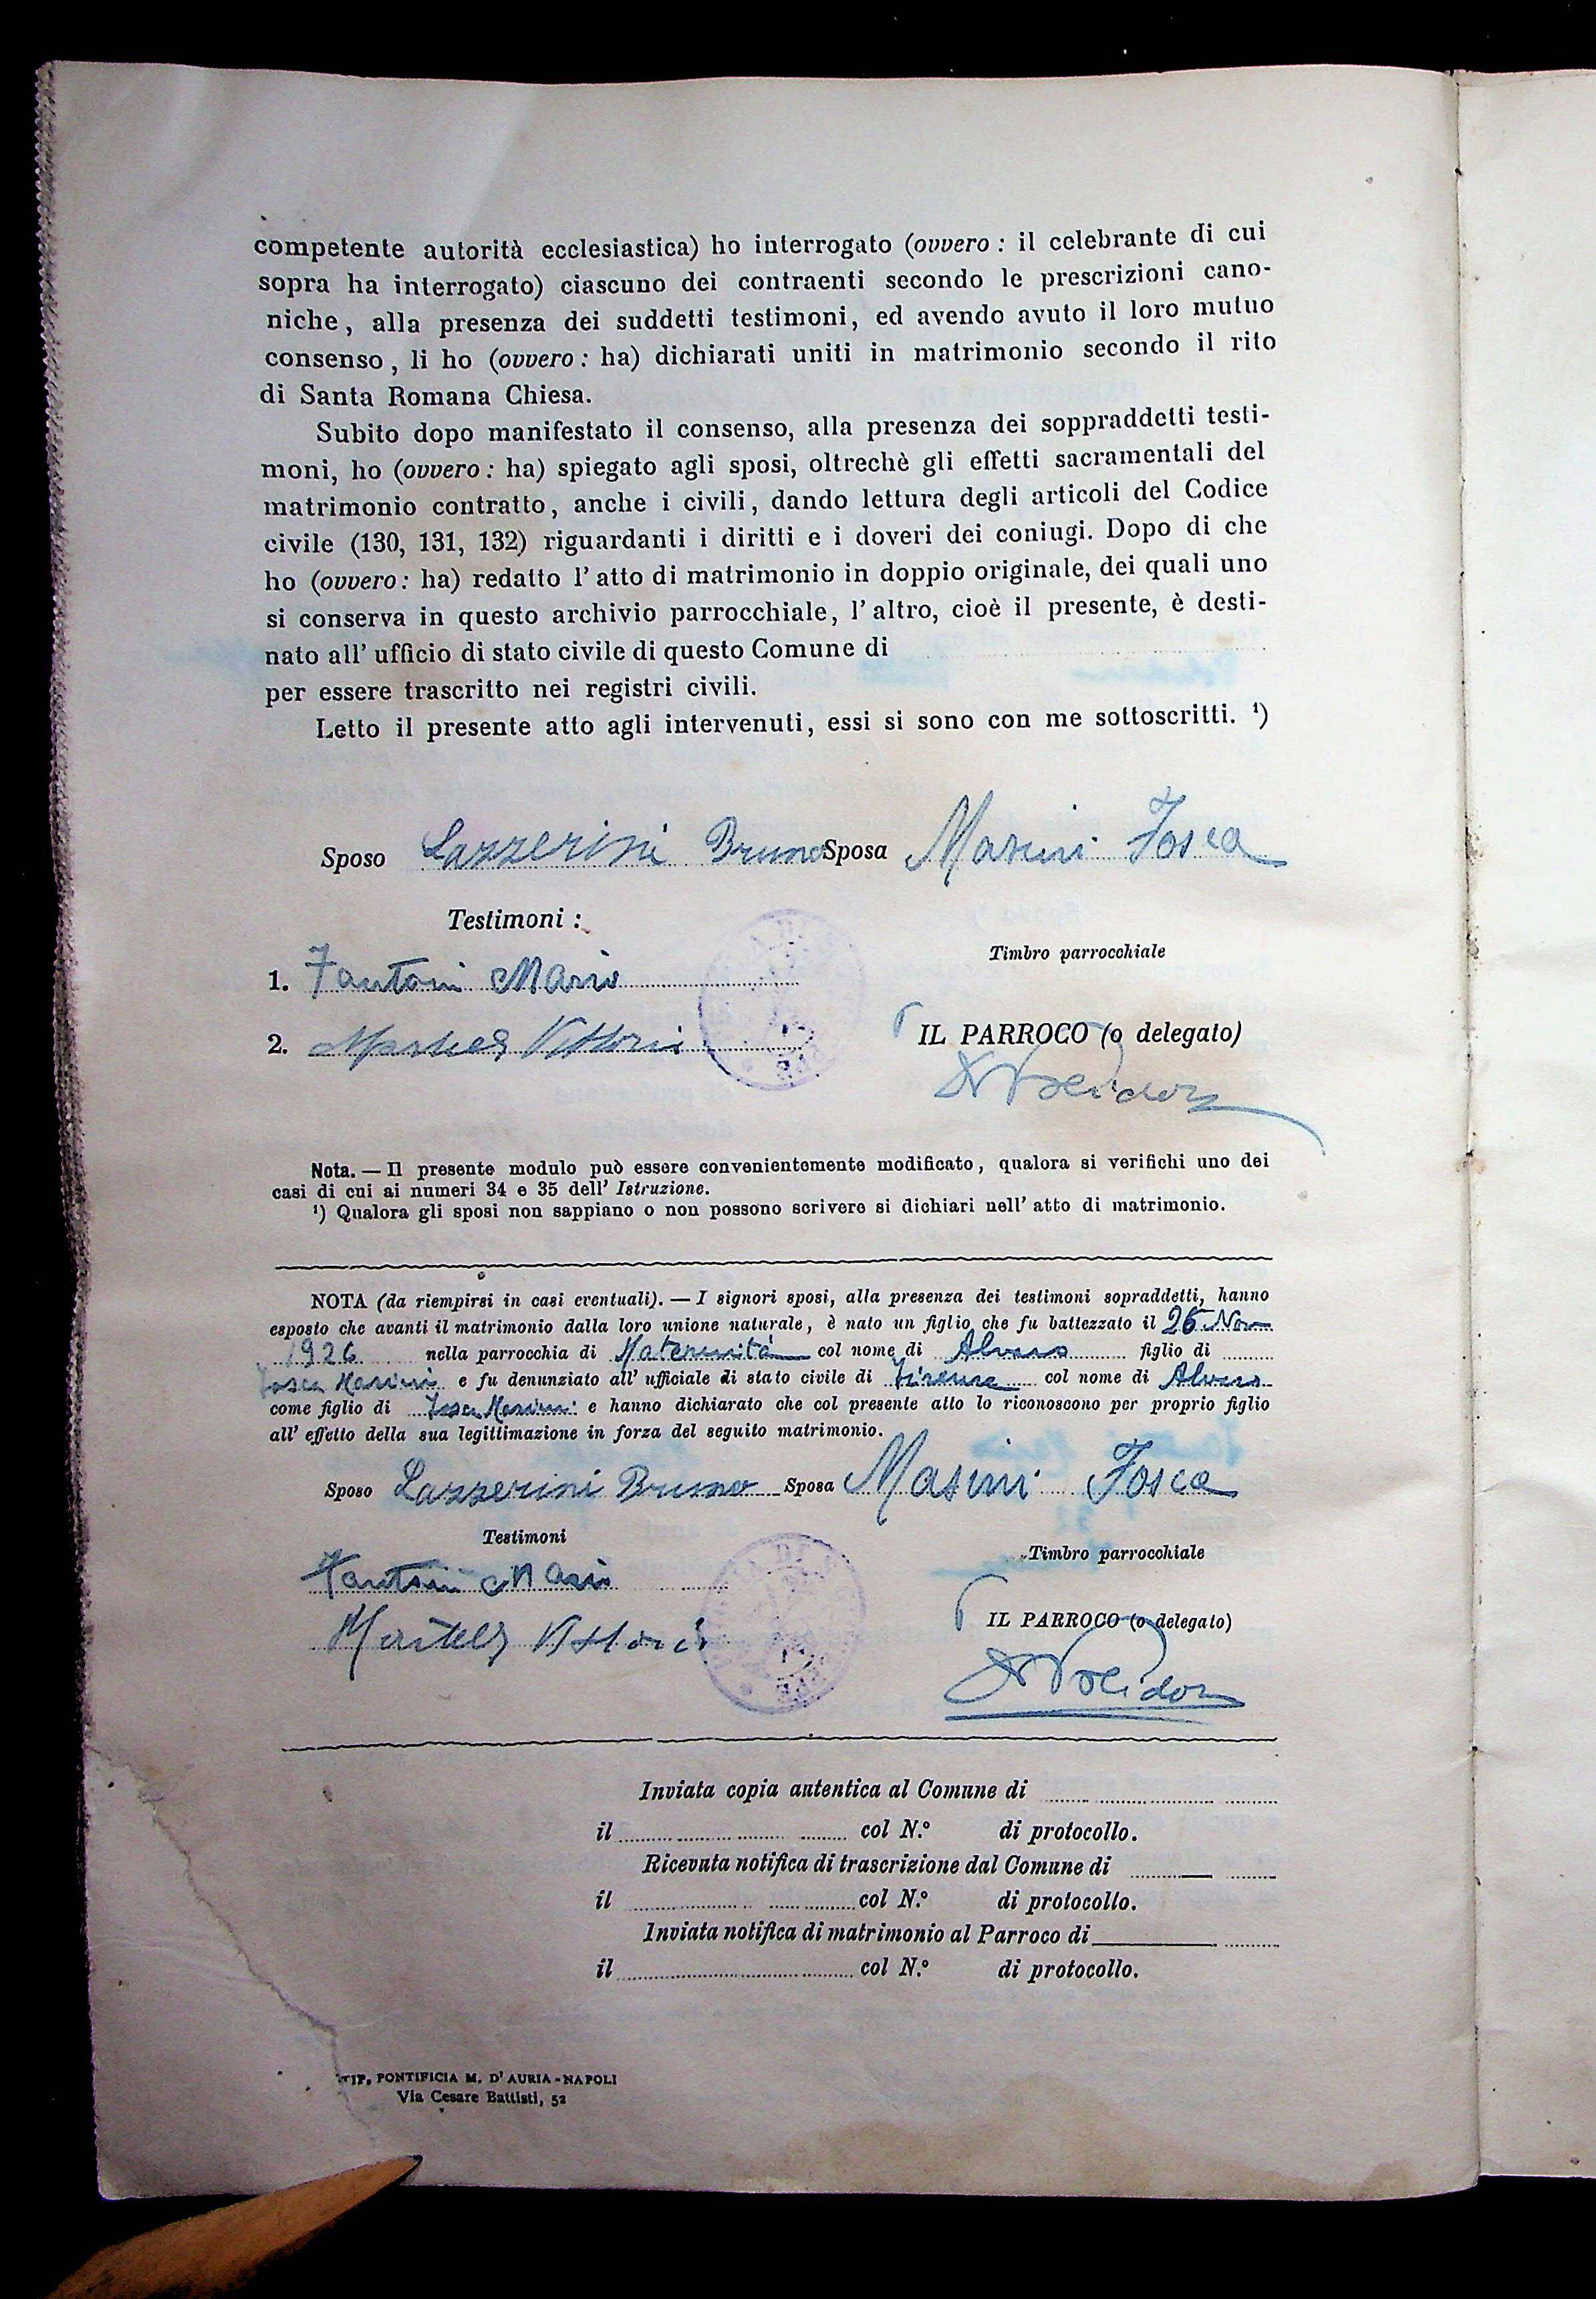 competente autorità ecclesiastica) ho interrogato (ovvero : il celebrante di cui
sopra ha interrogato) ciascuno dei contraenti secondo le prescrizioni cano-
niche, alla presenza dei suddetti testimoni, ed avendo avuto il loro mutuo
consenso, li ho (ovvero : ha) dichiarati uniti in matrimonio secondo il rito
di Santa Romana Chiesa.
Subito dopo manifestato il consenso, alla presenza dei soppraddetti testi-
moni, ho (ovvero : ha) spiegato agli sposi, oltrechè gli effetti sacramentali del
matrimonio contratto, anche i civili, dando lettura degli articoli del Codice
civile (130, 131, 132) riguardanti i diritti e i doveri dei coniugi. Dopo di che
ho (ovvero : ha) redatto l'atto di matrimonio in doppio originale, dei quali uno
si conserva in questo archivio parrocchiale, l'altro, cioè il presente, è desti-
nato all'ufficio di stato civile di questo Comune di
per essere trascritto nei registri civili.
Letto il presente atto agli intervenuti, essi si sono con me sottoscritti. ¹)
Sposo Lazzerini Bruno Sposa Masini Fosca
Testimoni :
Timbro parrocchiale
1. Fantoni Mario
2. Martelli Vittorio
IL PARROCO (o delegato)
Nota. — Il presente modulo può essere convenientemente modificato, qualora si verifichi uno dei
casi di cui ai numeri 34 e 35 dell' Istruzione.
¹) Qualora gli sposi non sappiano o non possono scrivere si dichiari nell' atto di matrimonio.
NOTA (da riempirsi in casi eventuali). — I signori sposi, alla presenza dei testimoni sopraddetti, hanno
esposto che avanti il matrimonio dalla loro unione naturale, è nato un figlio che fu battezzato il 26 Nov
1926 nella parrocchia di Maternità col nome di Alvaro figlio di
Fosca Masini e fu denunziato all' ufficiale di stato civile di Firenze col nome di Alvaro
come figlio di Fosca Masini e hanno dichiarato che col presente atto lo riconoscono per proprio figlio
all' effetto della sua legittimazione in forza del seguito matrimonio.
Sposo Lazzerini Bruno Sposa Masini Fosca
Testimoni
Timbro parrocchiale
Fantoni Mario
IL PARROCO (o delegato)
Martelli Vittorio
Inviata copia autentica al Comune di
il col N.º di protocollo.
Ricevuta notifica di trascrizione dal Comune di
il col N.º di protocollo.
Inviata notifica di matrimonio al Parroco di
il col N.º di protocollo.
TIP. PONTIFICIA M. D'AURIA - NAPOLI
Via Cesare Battisti, 52